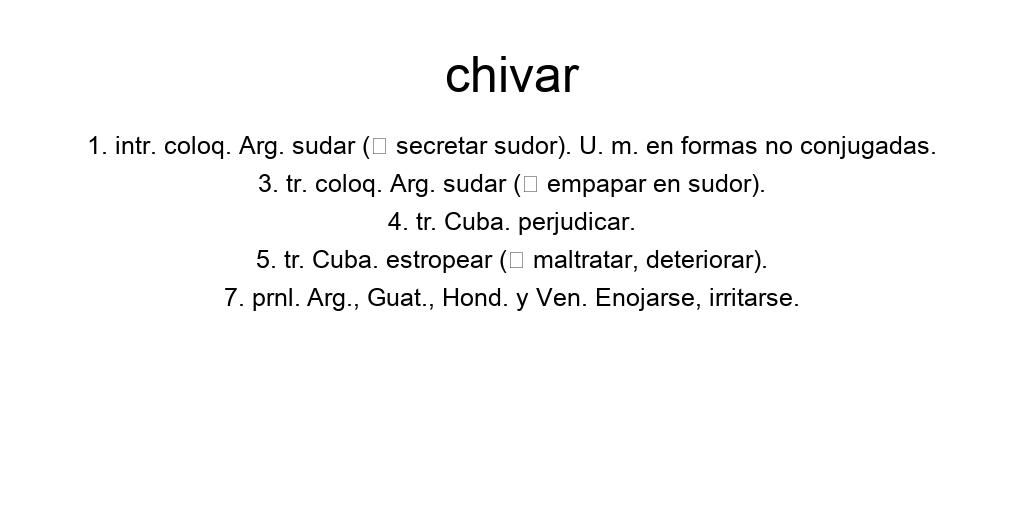 chivar
1. intr. coloq. Arg. sudar (□ secretar sudor). U. m. en formas no conjugadas.
3. tr. coloq. Arg. sudar (□ empapar en sudor).
4. tr. Cuba. perjudicar.
5. tr. Cuba. estropear (□ maltratar, deteriorar).
7. prnl. Arg., Guat., Hond. y Ven. Enojarse, irritarse.